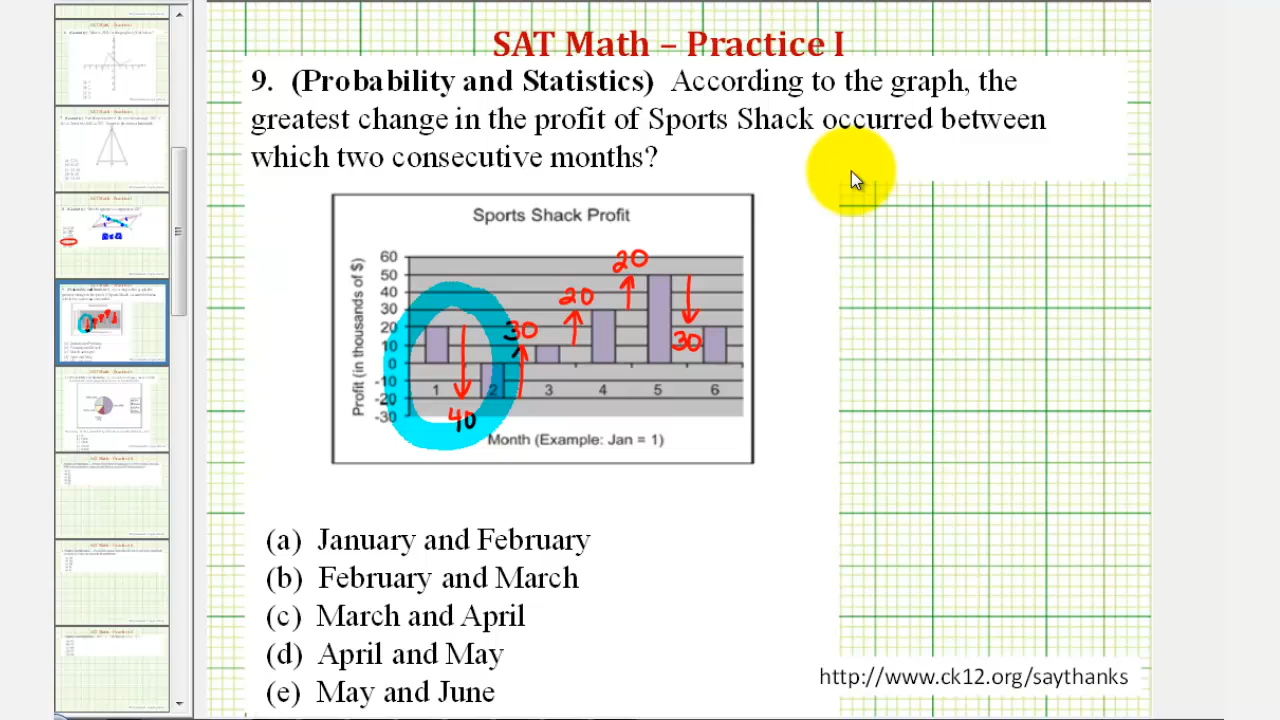 SAT Math – Practice I
9. (Probability and Statistics) According to the graph, the
greatest change in the profit of Sports Shack occurred between
which two consecutive months?
Sports Shack Profit
Profit (in thousands of $)
60
50
40
30
20
10
0
-10
-20
-30
1 2 3 4 5 6
40
30
20
20
30
Month (Example: Jan = 1)
(a) January and February
(b) February and March
(c) March and April
(d) April and May
(e) May and June
http://www.ck12.org/saythanks